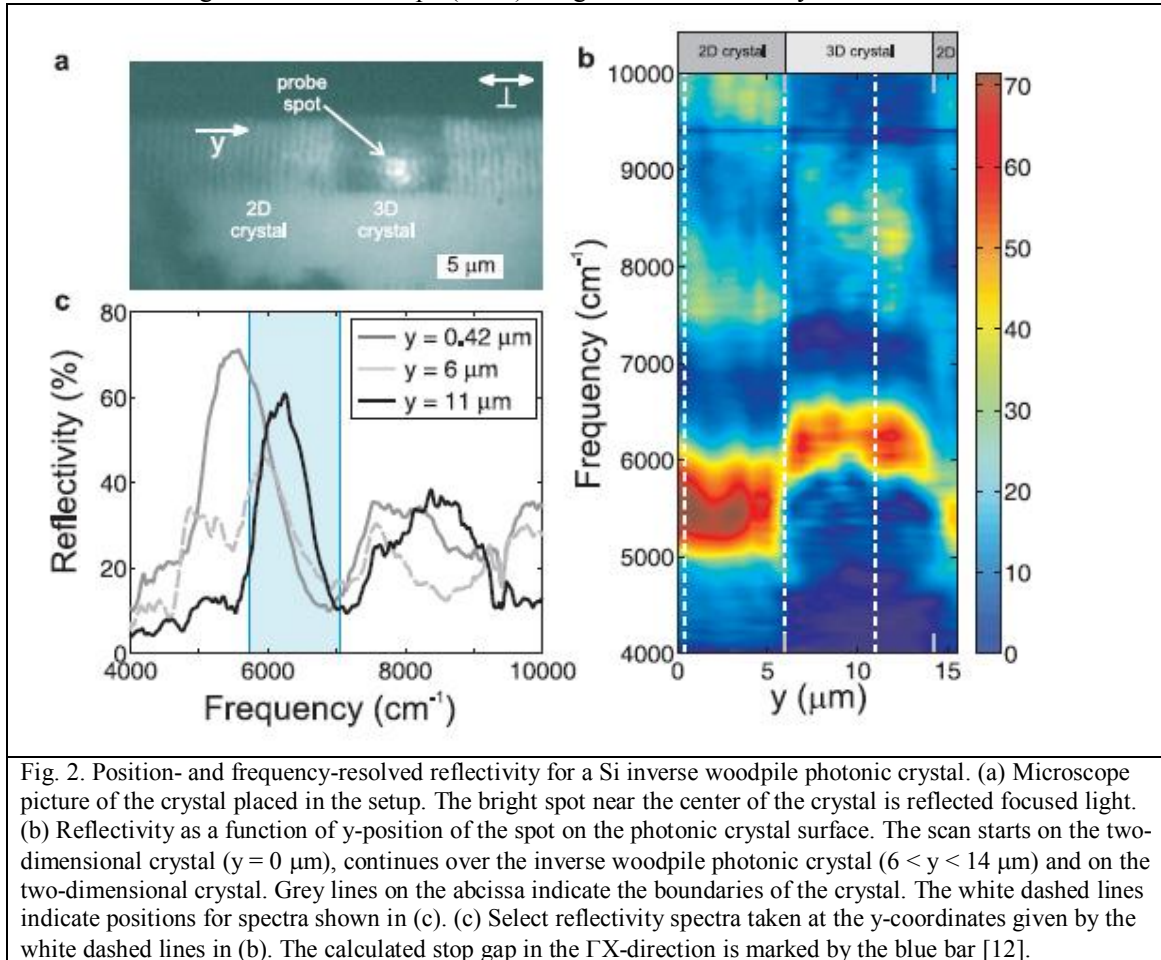 a
probe
spot
⊥
y
2D
crystal
3D
crystal
5 μm
b
2D crystal
3D crystal
2D
10000
9000
8000
7000
6000
5000
4000
Frequency (cm⁻¹)
0
5
10
15
y (μm)
70
60
50
40
30
20
10
0
c
80
60
40
20
0
Reflectivity (%)
y = 0.42 μm
y = 6 μm
y = 11 μm
4000
6000
8000
10000
Frequency (cm⁻¹)
Fig. 2. Position- and frequency-resolved reflectivity for a Si inverse woodpile photonic crystal. (a) Microscope
picture of the crystal placed in the setup. The bright spot near the center of the crystal is reflected focused light.
(b) Reflectivity as a function of y-position of the spot on the photonic crystal surface. The scan starts on the two-
dimensional crystal (y = 0 μm), continues over the inverse woodpile photonic crystal (6 < y < 14 μm) and on the
two-dimensional crystal. Grey lines on the abcissa indicate the boundaries of the crystal. The white dashed lines
indicate positions for spectra shown in (c). (c) Select reflectivity spectra taken at the y-coordinates given by the
white dashed lines in (b). The calculated stop gap in the ΓX-direction is marked by the blue bar [12].